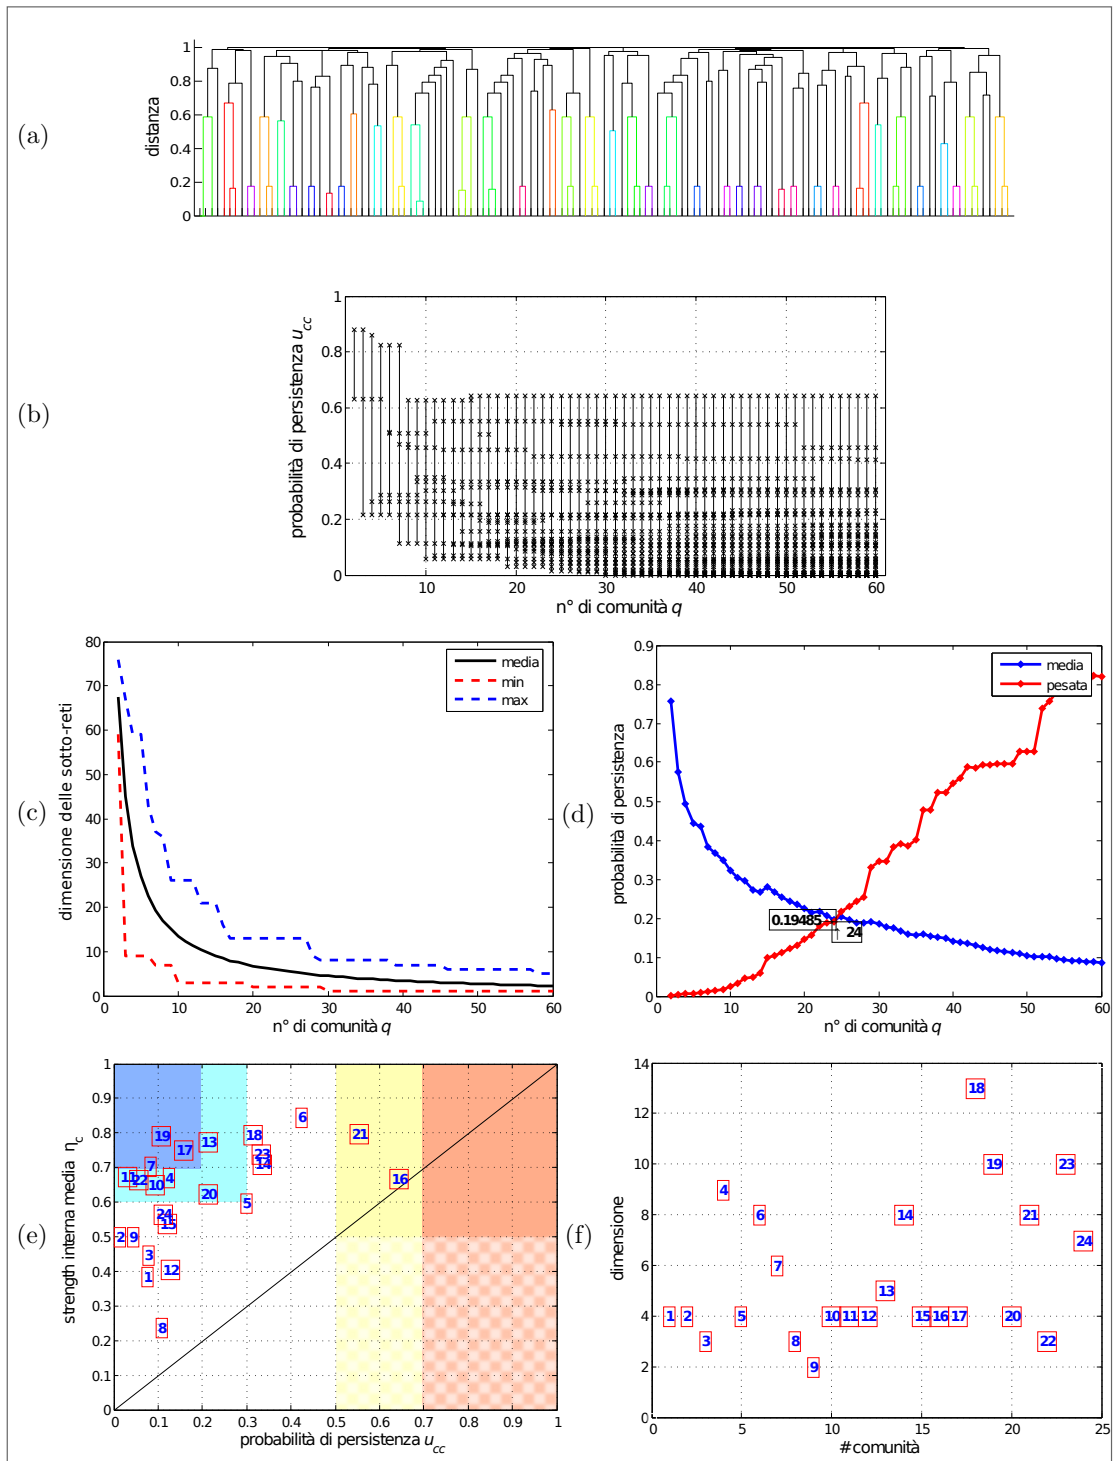 (a)
distanza
1
0.8
0.6
0.4
0.2
0
(b)
probabilità di persistenza u_cc
1
0.8
0.6
0.4
0.2
0
10 20 30 40 50 60
n° di comunità q
(c)
dimensione delle sotto-reti
80
70
60
50
40
30
20
10
0
0 10 20 30 40 50 60
n° di comunità q
media
min
max
(d)
probabilità di persistenza
0.9
0.8
0.7
0.6
0.5
0.4
0.3
0.2
0.1
0
0 10 20 30 40 50 60
n° di comunità q
media
pesata
0.19485
24
(e)
strength interna media η_c
1
0.9
0.8
0.7
0.6
0.5
0.4
0.3
0.2
0.1
0
0 0.1 0.2 0.3 0.4 0.5 0.6 0.7 0.8 0.9 1
probabilità di persistenza u_cc
6
19 13 18 21
17 23
7 14
11 22 10 4 16
20 5
24
15
2 9
3
12
1
8
(f)
dimensione
14
12
10
8
6
4
2
0
0 5 10 15 20 25
# comunità
18
19 23
4
6 14 21
24
7
13
1 2 5 10 11 12 15 16 17 20
3 8 22
9